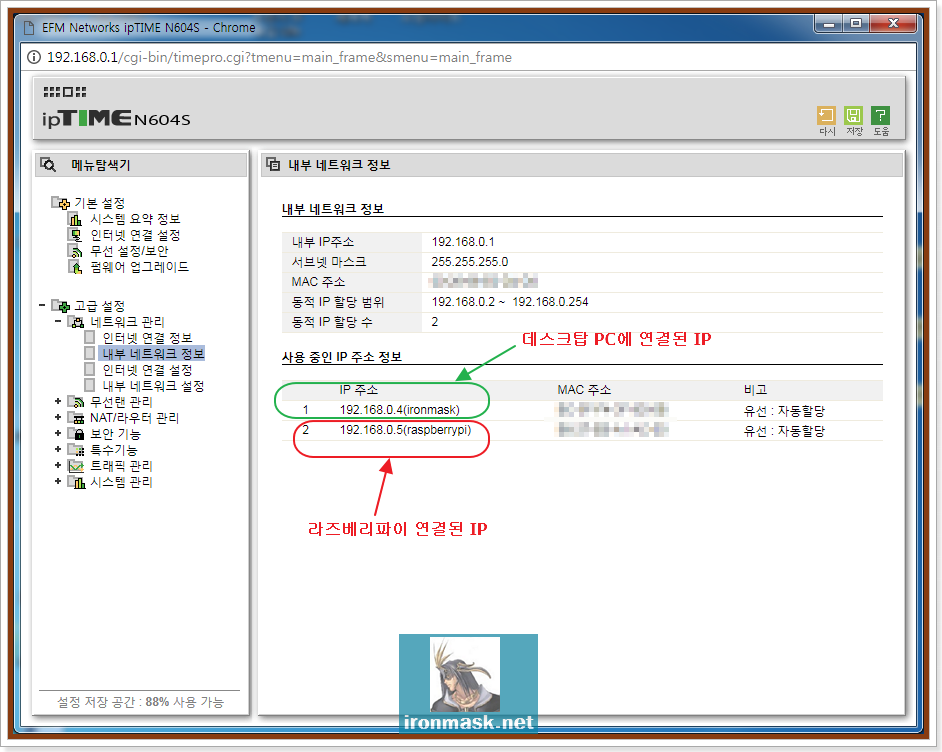 EFM Networks ipTIME N604S - Chrome
192.168.0.1/cgi-bin/timepro.cgi?tmenu=main_frame&smenu=main_frame
ipTIME N604S
다시 저장 도움
메뉴탐색기
기본 설정
시스템 요약 정보
인터넷 연결 설정
무선 설정/보안
펌웨어 업그레이드
고급 설정
네트워크 관리
인터넷 연결 정보
내부 네트워크 정보
인터넷 연결 설정
내부 네트워크 설정
무선랜 관리
NAT/라우터 관리
보안 기능
특수기능
트래픽 관리
시스템 관리
설정 저장 공간 : 88% 사용 가능
내부 네트워크 정보
내부 네트워크 정보
내부 IP주소 192.168.0.1
서브넷 마스크 255.255.255.0
MAC 주소
동적 IP 할당 범위 192.168.0.2 ~ 192.168.0.254
동적 IP 할당 수 2
데스크탑 PC에 연결된 IP
사용 중인 IP 주소 정보
IP 주소 MAC 주소 비고
1 192.168.0.4(ironmask) 유선 : 자동할당
2 192.168.0.5(raspberrypi) 유선 : 자동할당
라즈베리파이 연결된 IP
ironmask.net